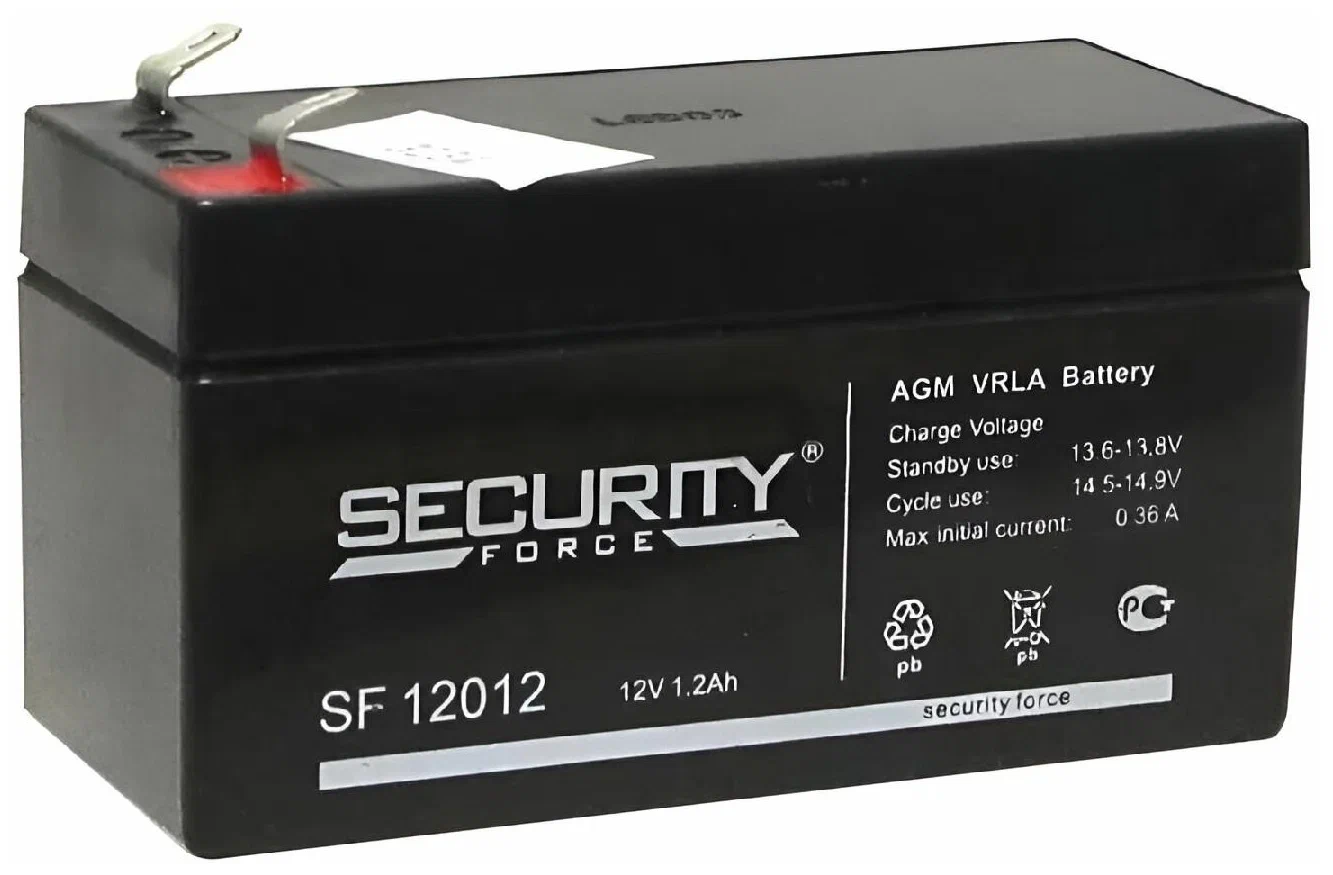 SECURITY®
FORCE
SF 12012
12V 1.2Ah
AGM VRLA Battery
Charge Voltage
Standby use: 13.6-13.8V
Cycle use: 14.5-14.9V
Max initial current: 0.36 A
pb
pb
РСТ
security force